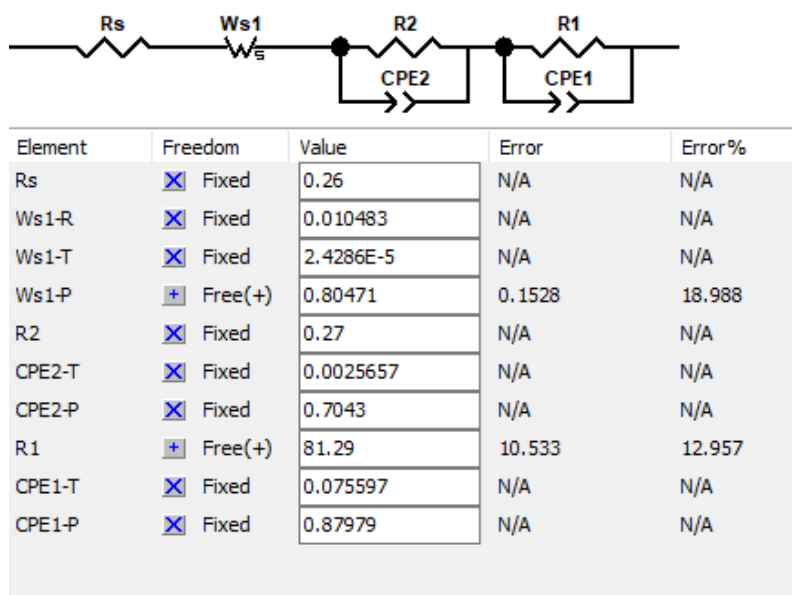 Rs Ws1 R2 R1
s
CPE2 CPE1
Element Freedom Value Error Error%
Rs Fixed 0.26 N/A N/A
Ws1-R Fixed 0.010483 N/A N/A
Ws1-T Fixed 2.4286E-5 N/A N/A
Ws1-P + Free(+) 0.80471 0.1528 18.988
R2 Fixed 0.27 N/A N/A
CPE2-T Fixed 0.0025657 N/A N/A
CPE2-P Fixed 0.7043 N/A N/A
R1 + Free(+) 81.29 10.533 12.957
CPE1-T Fixed 0.075597 N/A N/A
CPE1-P Fixed 0.87979 N/A N/A